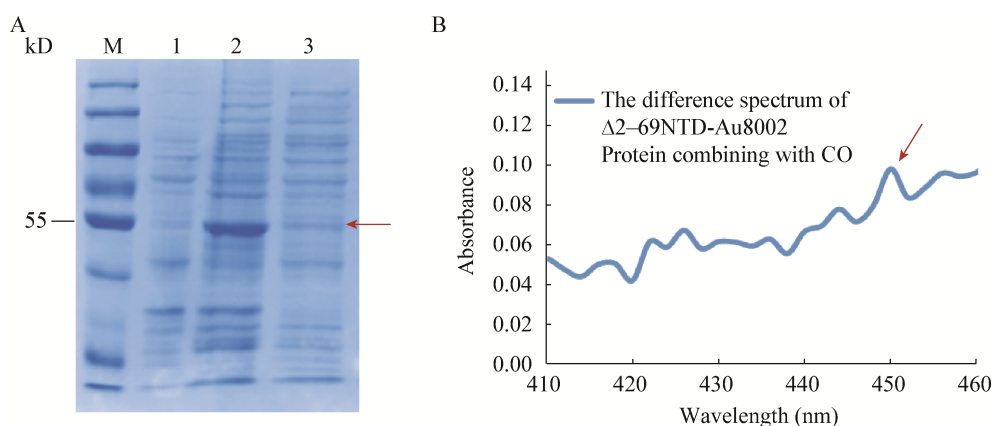 A
kD
M
1
2
3
55
B
0.14
0.12
0.10
0.08
0.06
0.04
0.02
0.00
Absorbance
The difference spectrum of
Δ2–69NTD-Au8002
Protein combining with CO
410
420
430
440
450
460
Wavelength (nm)